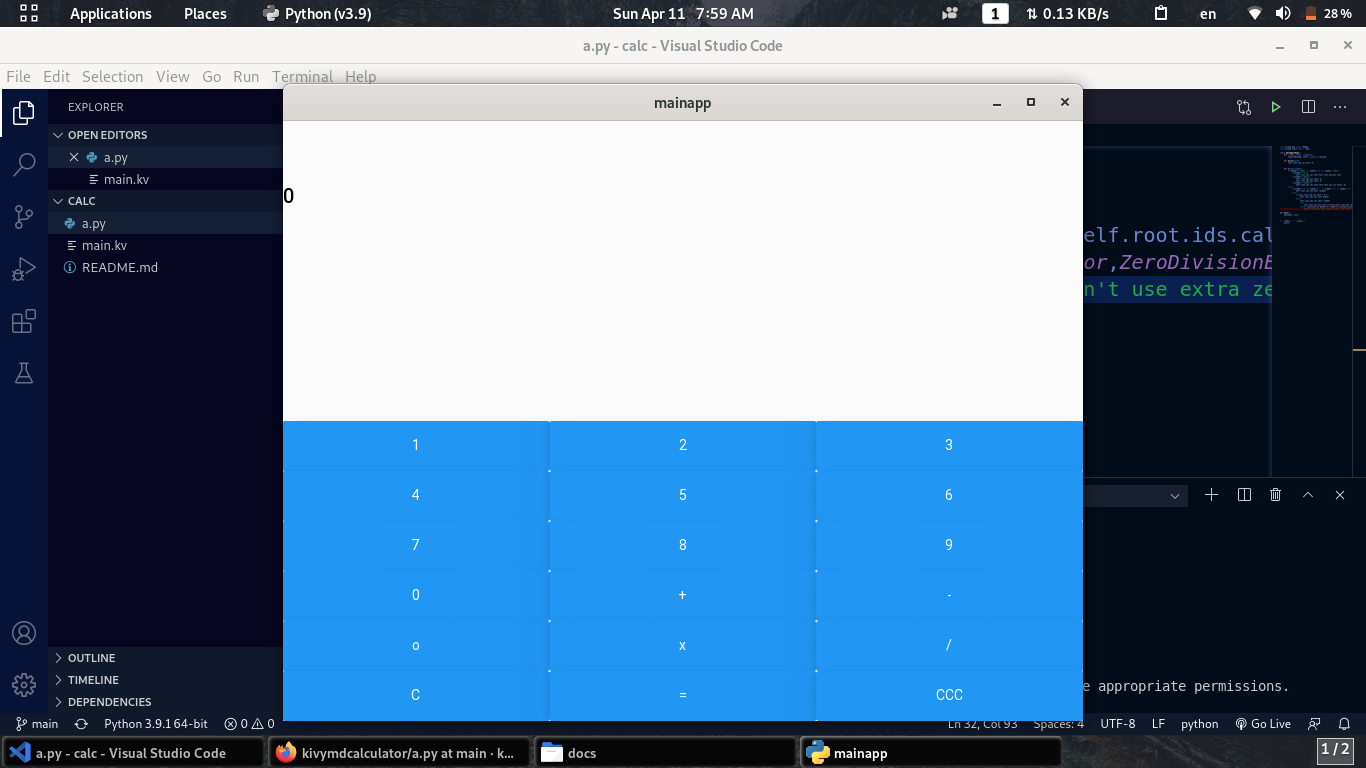 Applications Places Python (v3.9) Sun Apr 11 7:59 AM 1 0.13 KB/s en 28%
a.py - calc - Visual Studio Code
File Edit Selection View Go Run Terminal Help
mainapp
EXPLORER
OPEN EDITORS
a.py
main.kv
CALC
a.py
main.kv
README.md
0
elf.root.ids.cal
or,ZeroDivisionE
n't use extra ze
1 2 3
4 5 6
7 8 9
0 + -
o x /
C = CCC
e appropriate permissions.
OUTLINE
TIMELINE
DEPENDENCIES
main Python 3.9.1 64-bit 0 0 Ln 32, Col 93 Spaces: 4 UTF-8 LF python Go Live
a.py - calc - Visual Studio Code kivymdcalculator/a.py at main · k... docs mainapp 1 / 2